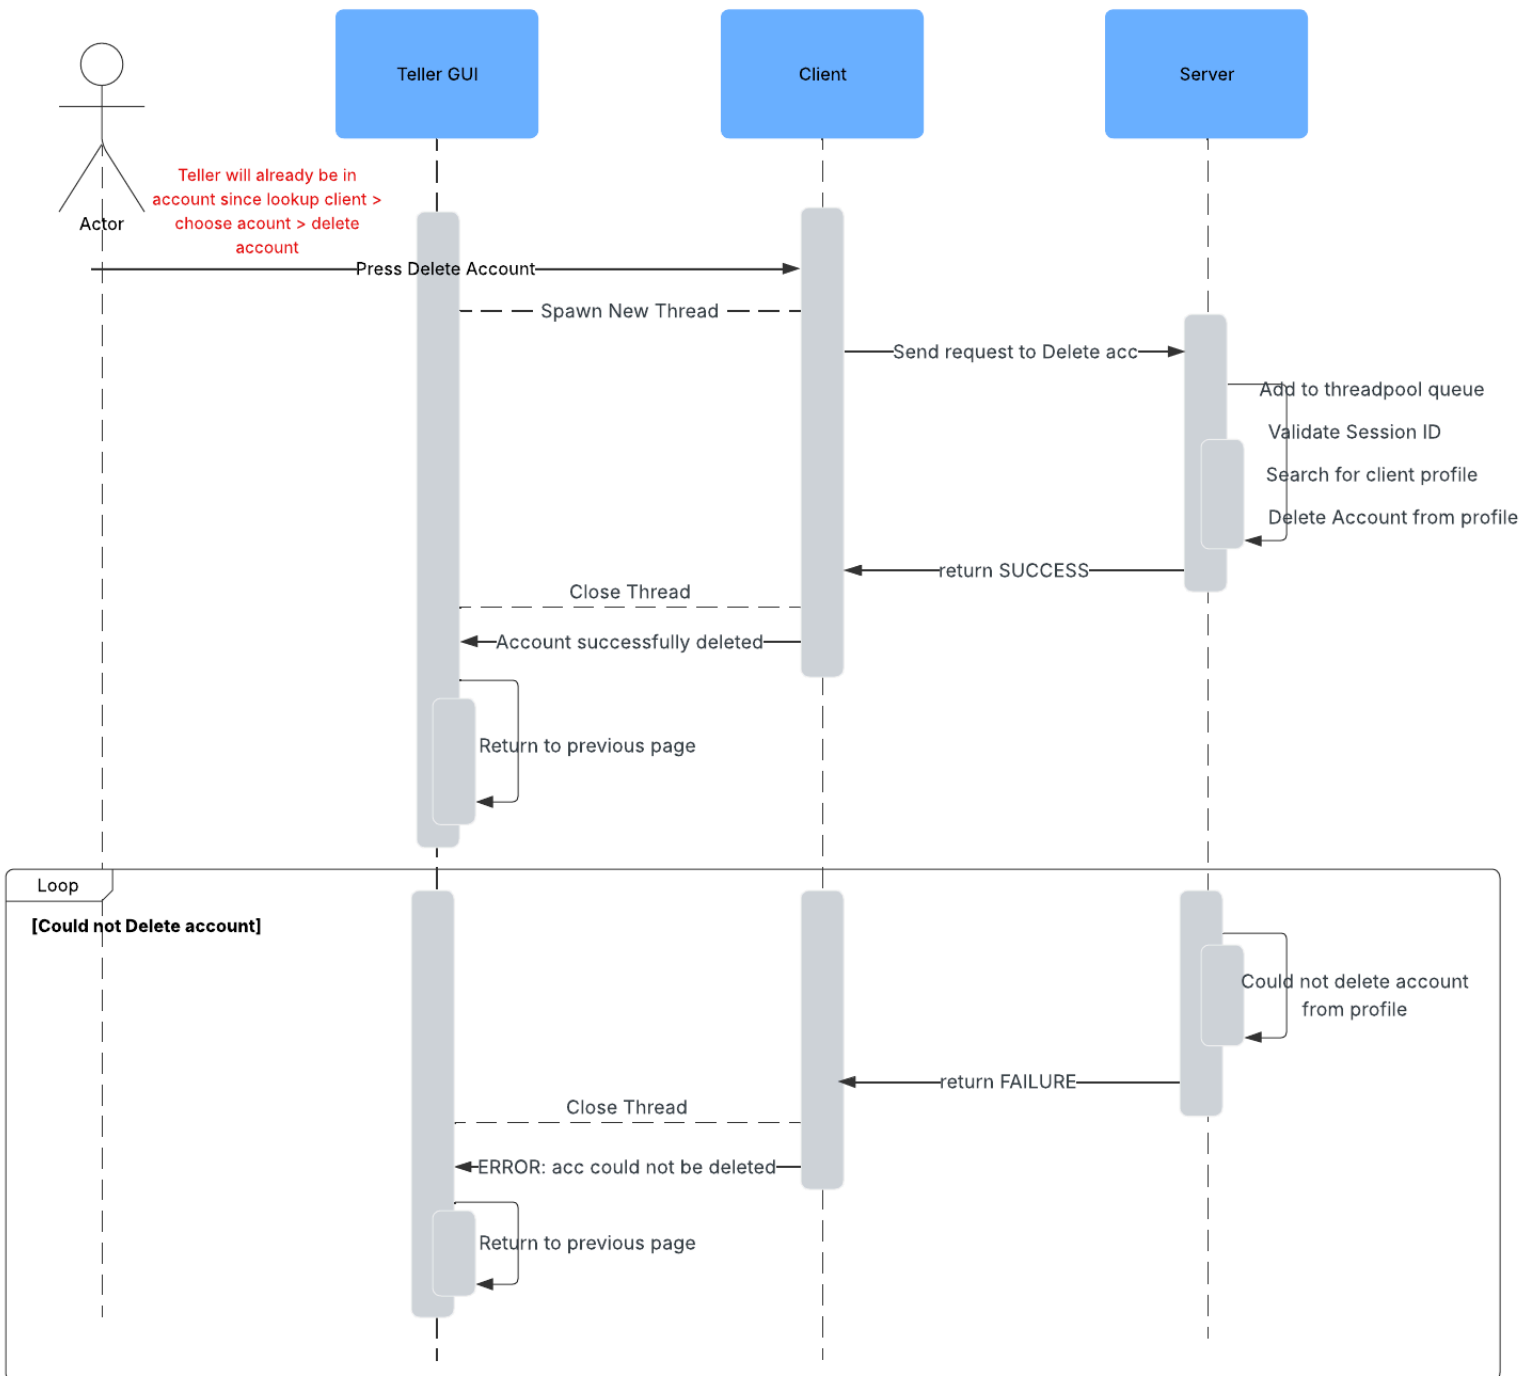 Teller GUI
Client
Server
Actor
Teller will already be in
account since lookup client >
choose acount > delete
account
Press Delete Account
Spawn New Thread
Send request to Delete acc
Add to threadpool queue
Validate Session ID
Search for client profile
Delete Account from profile
return SUCCESS
Close Thread
Account successfully deleted
Return to previous page
Loop
[Could not Delete account]
Could not delete account
from profile
return FAILURE
Close Thread
ERROR: acc could not be deleted
Return to previous page